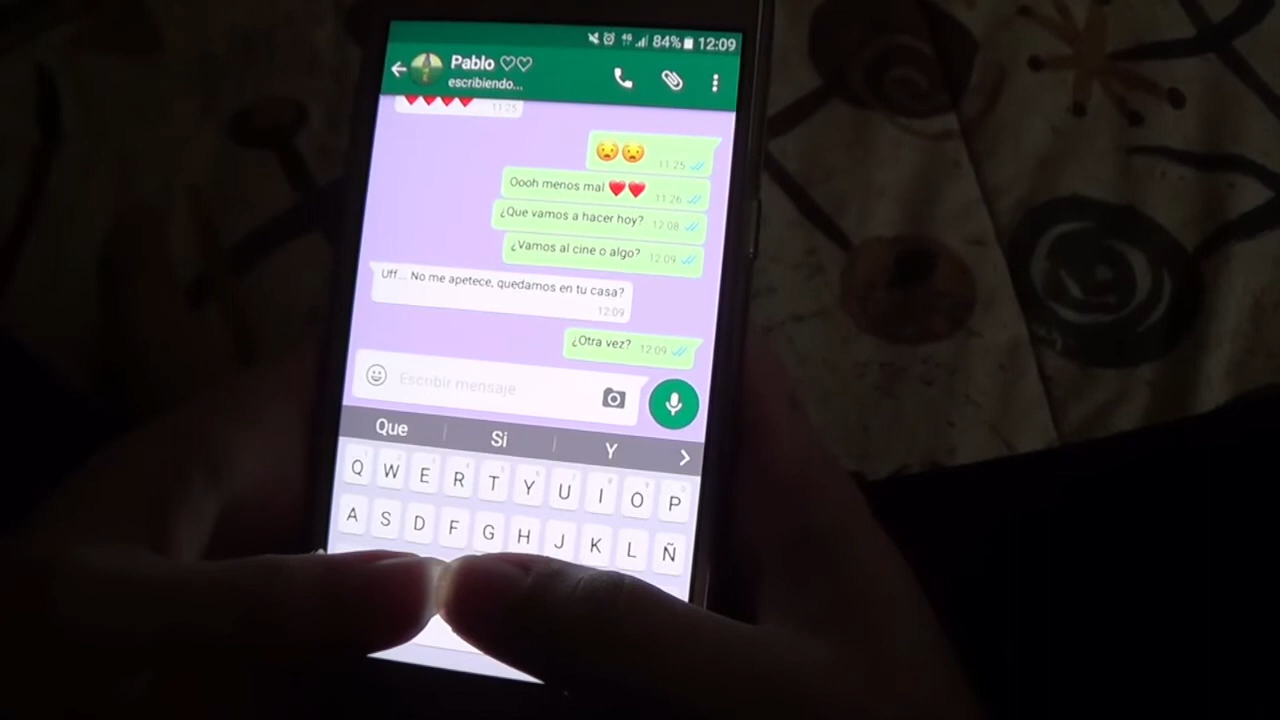 4G 84% 12:09
Pablo ♡♡
escribiendo...
❤❤❤❤ 11:25
😧😧 11:25
Oooh menos mal ❤❤ 11:26
¿Que vamos a hacer hoy? 12:08
¿Vamos al cine o algo? 12:09
Uff... No me apetece, quedamos en tu casa?
12:09
¿Otra vez? 12:09
Escribir mensaje
Que Si Y
Q W E R T Y U I O P
A S D F G H J K L Ñ